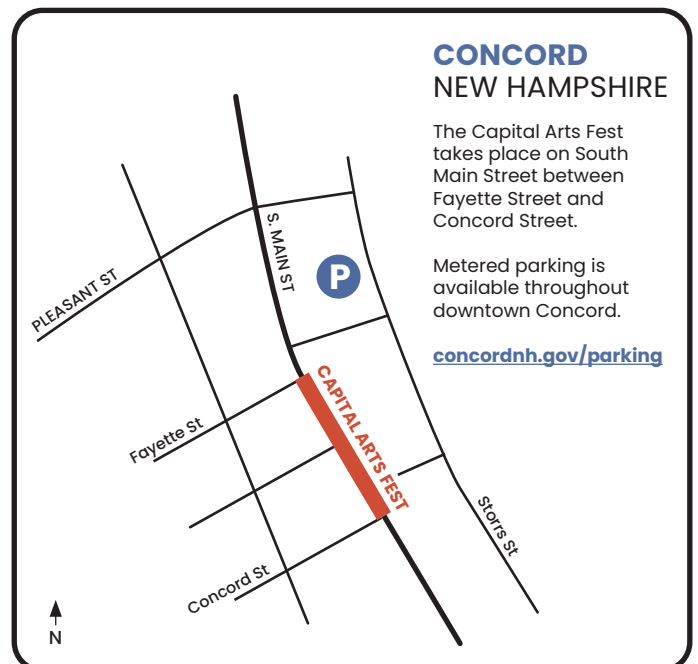 CONCORD
NEW HAMPSHIRE
The Capital Arts Fest
takes place on South
Main Street between
Fayette Street and
Concord Street.
Metered parking is
available throughout
downtown Concord.
concordnh.gov/parking
S. MAIN ST
P
PLEASANT ST
CAPITAL ARTS FEST
Fayette St
Storrs St
Concord St
N